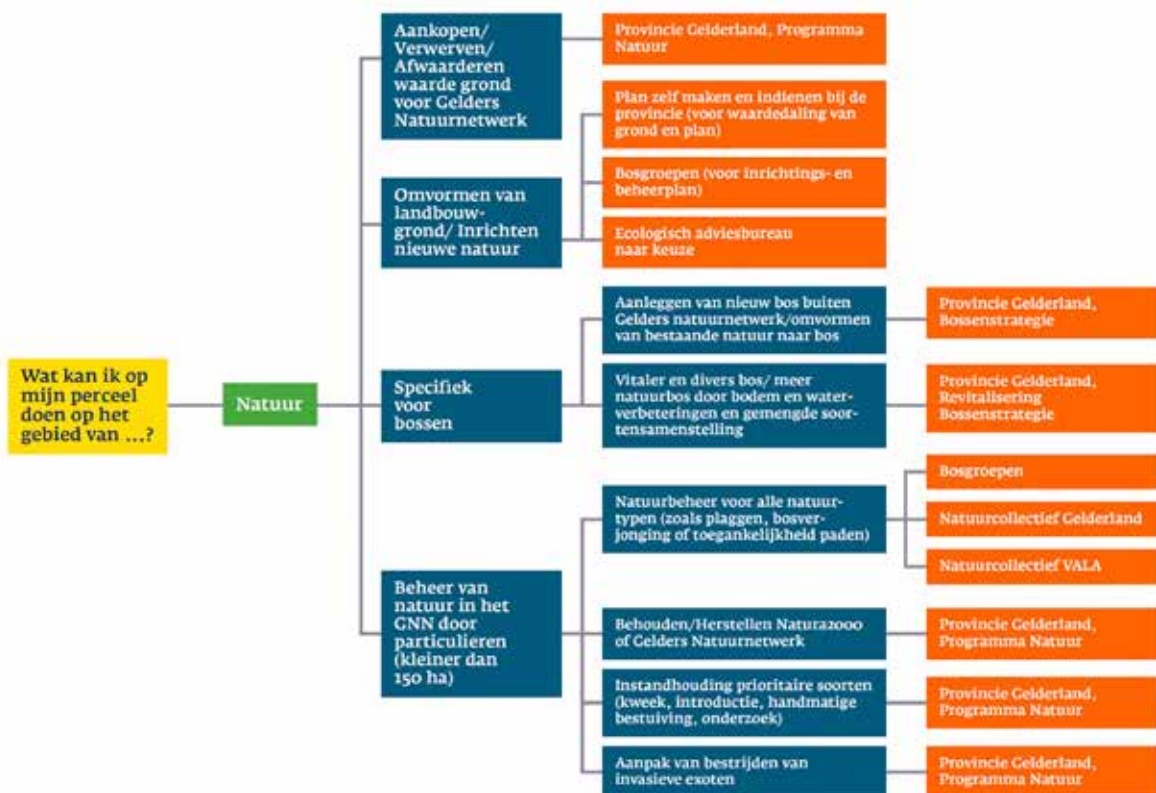 Wat kan ik op
mijn perceel
doen op het
gebied van ...?
Natuur
Aankopen/
Verwerven/
Afwaarderen
waarde grond
voor Gelders
Natuurnetwerk
Provincie Gelderland, Programma
Natuur
Omvormen van
landbouw-
grond/ Inrichten
nieuwe natuur
Plan zelf maken en indienen bij de
provincie (voor waardedaling van
grond en plan)
Bosgroepen (voor inrichtings- en
beheerplan)
Ecologisch adviesbureau
naar keuze
Specifiek
voor
bossen
Aanleggen van nieuw bos buiten
Gelders natuurnetwerk/omvormen
van bestaande natuur naar bos
Provincie Gelderland,
Bossenstrategie
Vitaler en divers bos/ meer
natuurbos door bodem en water-
verbeteringen en gemengde soor-
tensamenstelling
Provincie Gelderland,
Revitalisering
Bossenstrategie
Beheer van
natuur in het
GNN door
particulieren
(kleiner dan
150 ha)
Natuurbeheer voor alle natuur-
typen (zoals plaggen, bosver-
jonging of toegankelijkheid paden)
Bosgroepen
Natuurcollectief Gelderland
Natuurcollectief VALA
Behouden/Herstellen Natura2000
of Gelders Natuurnetwerk
Provincie Gelderland,
Programma Natuur
Instandhouding prioritaire soorten
(kweek, introductie, handmatige
bestuiving, onderzoek)
Provincie Gelderland,
Programma Natuur
Aanpak van bestrijden van
invasieve exoten
Provincie Gelderland,
Programma Natuur